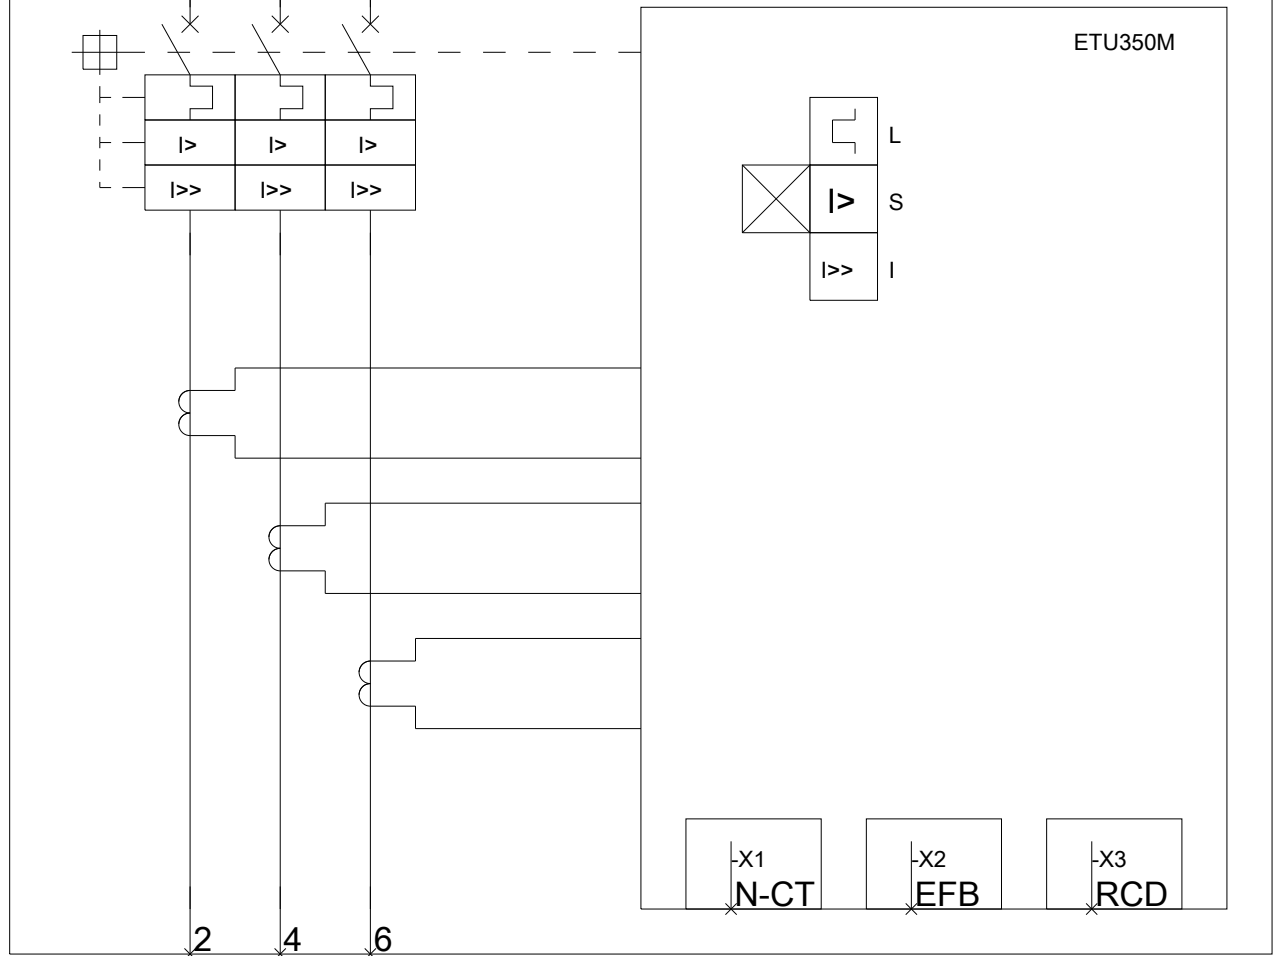 ETU350M
L
I> I> I>
I>> I>> I>>
I> S
I>> I
-X1 -X2 -X3
N-CT EFB RCD
2 4 6